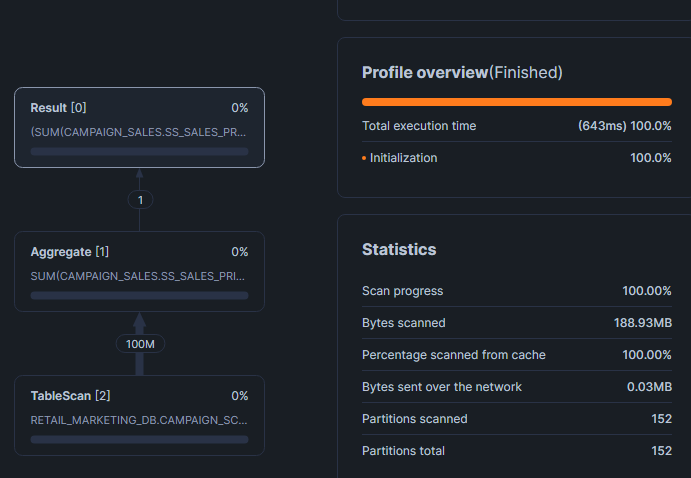 Result [0] 0%
(SUM(CAMPAIGN_SALES.SS_SALES_PR...
1
Aggregate [1] 0%
SUM(CAMPAIGN_SALES.SS_SALES_PRI...
100M
TableScan [2] 0%
RETAIL_MARKETING_DB.CAMPAIGN_SC...
Profile overview(Finished)
Total execution time (643ms) 100.0%
• Initialization 100.0%
Statistics
Scan progress 100.00%
Bytes scanned 188.93MB
Percentage scanned from cache 100.00%
Bytes sent over the network 0.03MB
Partitions scanned 152
Partitions total 152